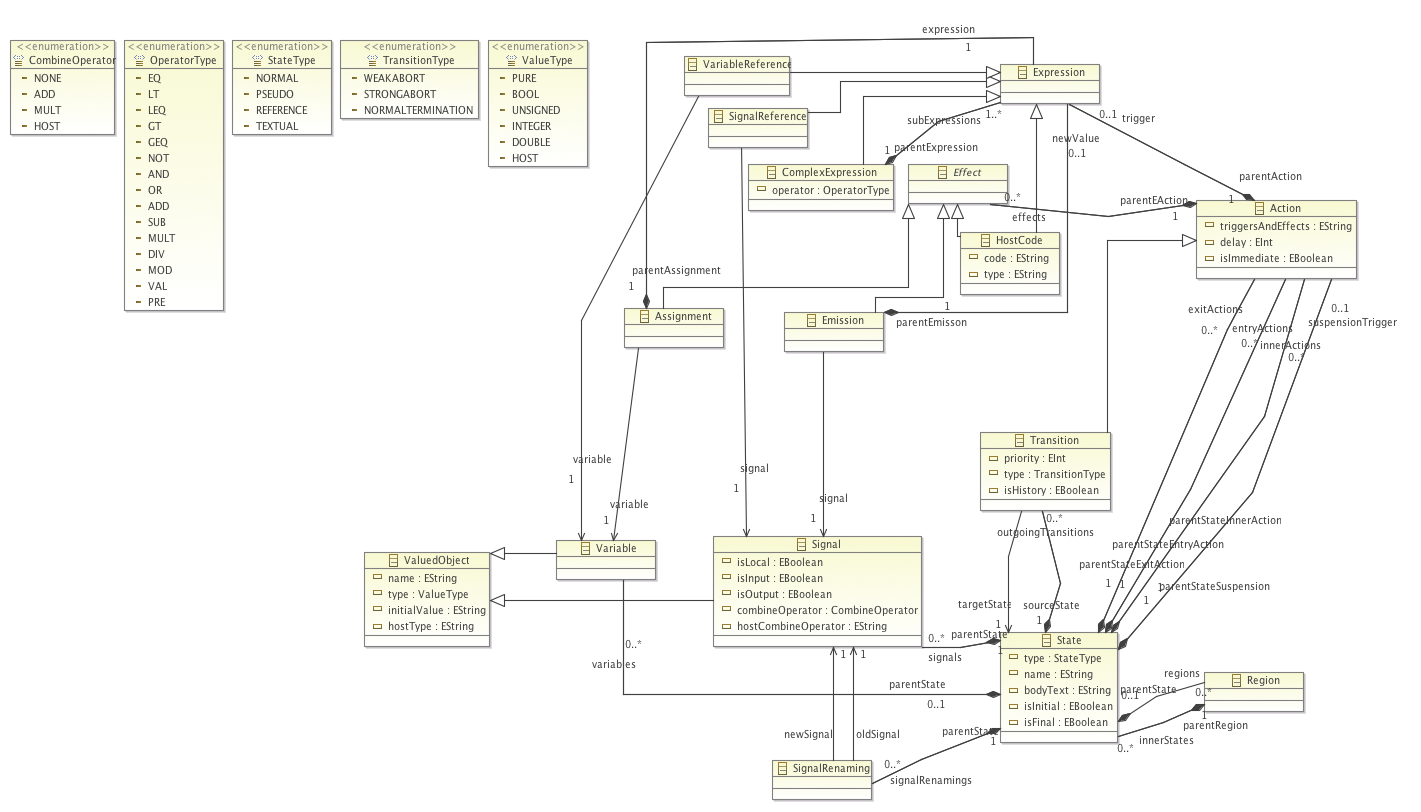 <<enumeration>>
CombineOperator
NONE
ADD
MULT
HOST
<<enumeration>>
OperatorType
EQ
LT
LEQ
GT
GEQ
NOT
AND
OR
ADD
SUB
MULT
DIV
MOD
VAL
PRE
<<enumeration>>
StateType
NORMAL
PSEUDO
REFERENCE
TEXTUAL
<<enumeration>>
TransitionType
WEAKABORT
STRONGABORT
NORMALTERMINATION
<<enumeration>>
ValueType
PURE
BOOL
UNSIGNED
INTEGER
DOUBLE
HOST
expression
1
VariableReference
Expression
SignalReference
subExpressions
1..*
0..1
trigger
newValue
0..1
1
parentExpression
ComplexExpression
operator : OperatorType
Effect
0..*
effects
parentAction
1
parentEAction
1
Action
triggersAndEffects : EString
delay : EInt
isImmediate : EBoolean
HostCode
code : EString
type : EString
parentAssignment
1
Assignment
Emission
1
parentEmisson
exitActions
0..*
entryActions
0..*
innerActions
0..*
0..1
suspensionTrigger
Transition
priority : EInt
type : TransitionType
isHistory : EBoolean
variable
1
variable
1
signal
1
signal
1
0..*
outgoingTransitions
parentStateInnerAction
parentStateEntryAction
parentStateExitAction
parentStateSuspension
1
1
1
1
ValuedObject
name : EString
type : ValueType
initialValue : EString
hostType : EString
Variable
Signal
isLocal : EBoolean
isInput : EBoolean
isOutput : EBoolean
combineOperator : CombineOperator
hostCombineOperator : EString
targetState
1
sourceState
1
0..*
variables
0..*
signals
parentState
1
State
type : StateType
name : EString
bodyText : EString
isInitial : EBoolean
isFinal : EBoolean
parentState
0..1
1
1
newSignal
oldSignal
parentState
1
regions
0..*
parentState
0..1
Region
1
parentRegion
innerStates
0..*
SignalRenaming
0..*
signalRenamings